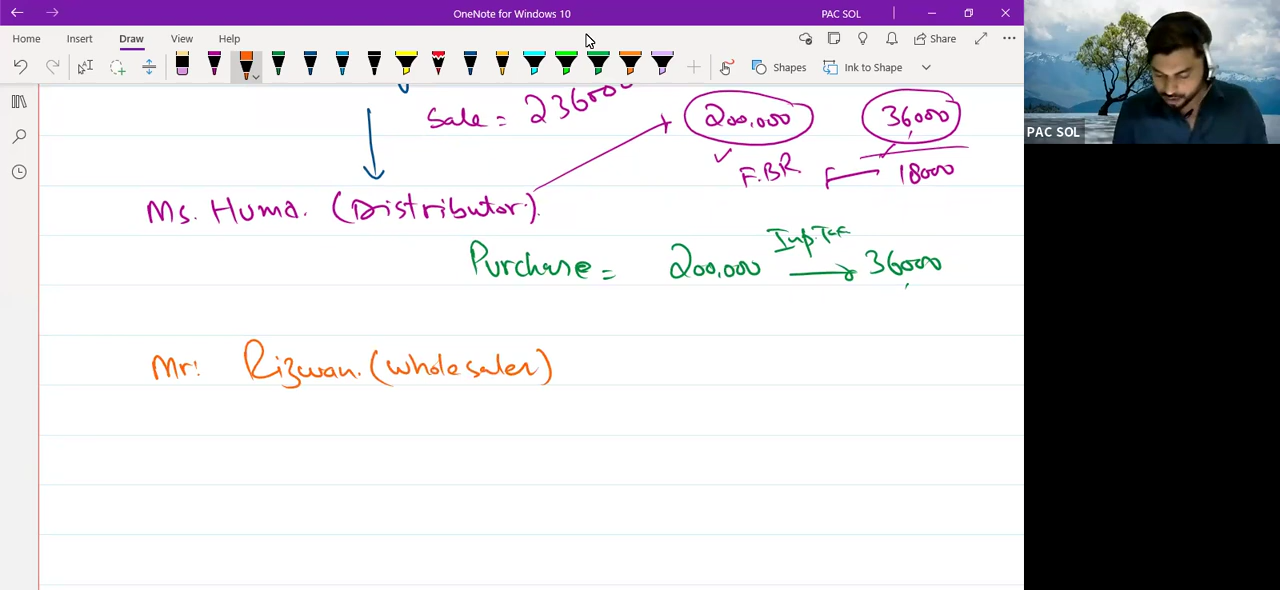 OneNote for Windows 10
PAC SOL
Home Insert Draw View Help
Share
Shapes
Ink to Shape
Sale = 236000
200,000 36000
F.BR 18000
PAC SOL
Ms. Huma. (Distributor).
Inp.Tax
Purchase = 200,000 36000
Mr. Rizwan. (wholesaler)